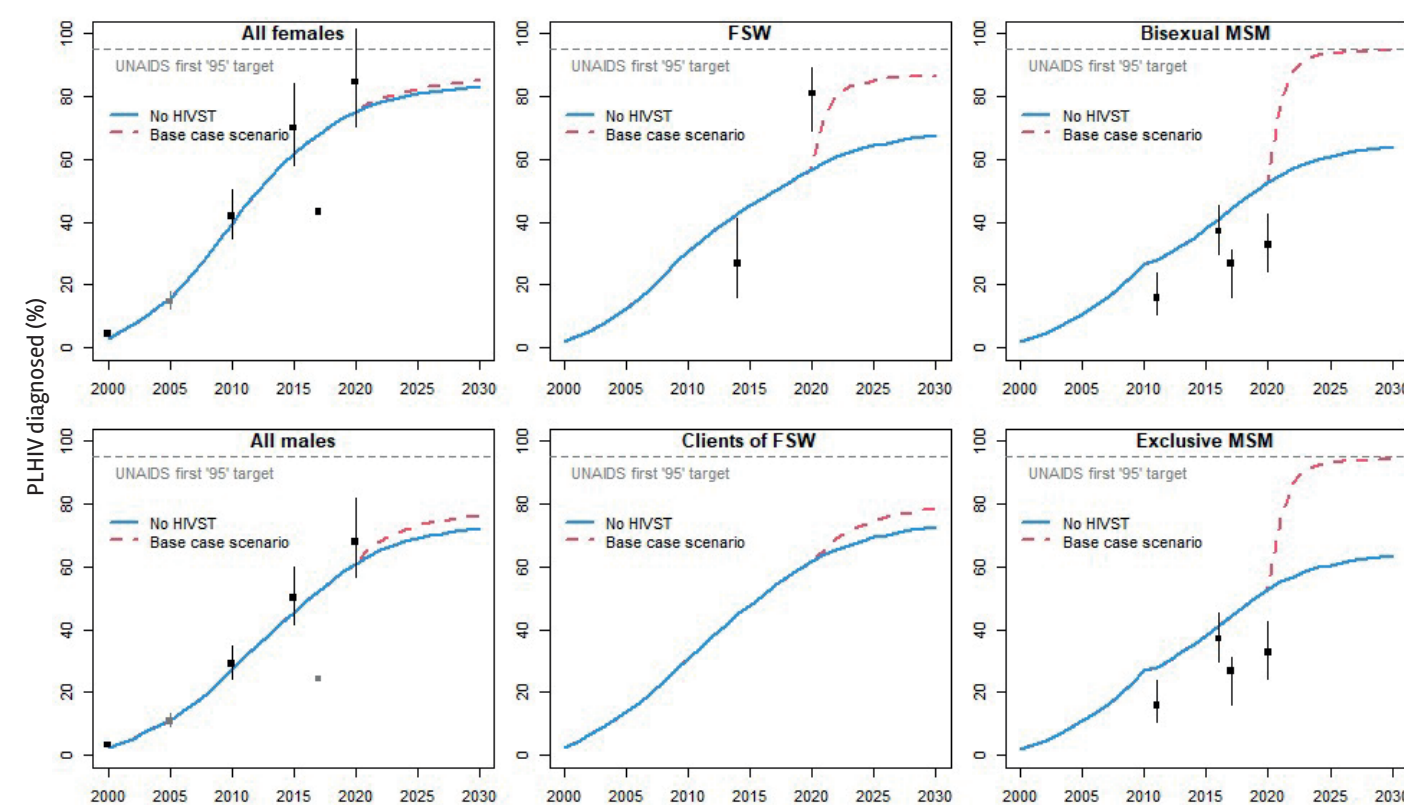 PLHIV diagnosed (%)
All females
UNAIDS first '95' target
No HIVST
Base case scenario
100
80
60
40
20
0
2000 2005 2010 2015 2020 2025 2030
FSW
UNAIDS first '95' target
No HIVST
Base case scenario
100
80
60
40
20
0
2000 2005 2010 2015 2020 2025 2030
Bisexual MSM
UNAIDS first '95' target
No HIVST
Base case scenario
100
80
60
40
20
0
2000 2005 2010 2015 2020 2025 2030
All males
UNAIDS first '95' target
No HIVST
Base case scenario
100
80
60
40
20
0
2000 2005 2010 2015 2020 2025 2030
Clients of FSW
UNAIDS first '95' target
No HIVST
Base case scenario
100
80
60
40
20
0
2000 2005 2010 2015 2020 2025 2030
Exclusive MSM
UNAIDS first '95' target
No HIVST
Base case scenario
100
80
60
40
20
0
2000 2005 2010 2015 2020 2025 2030